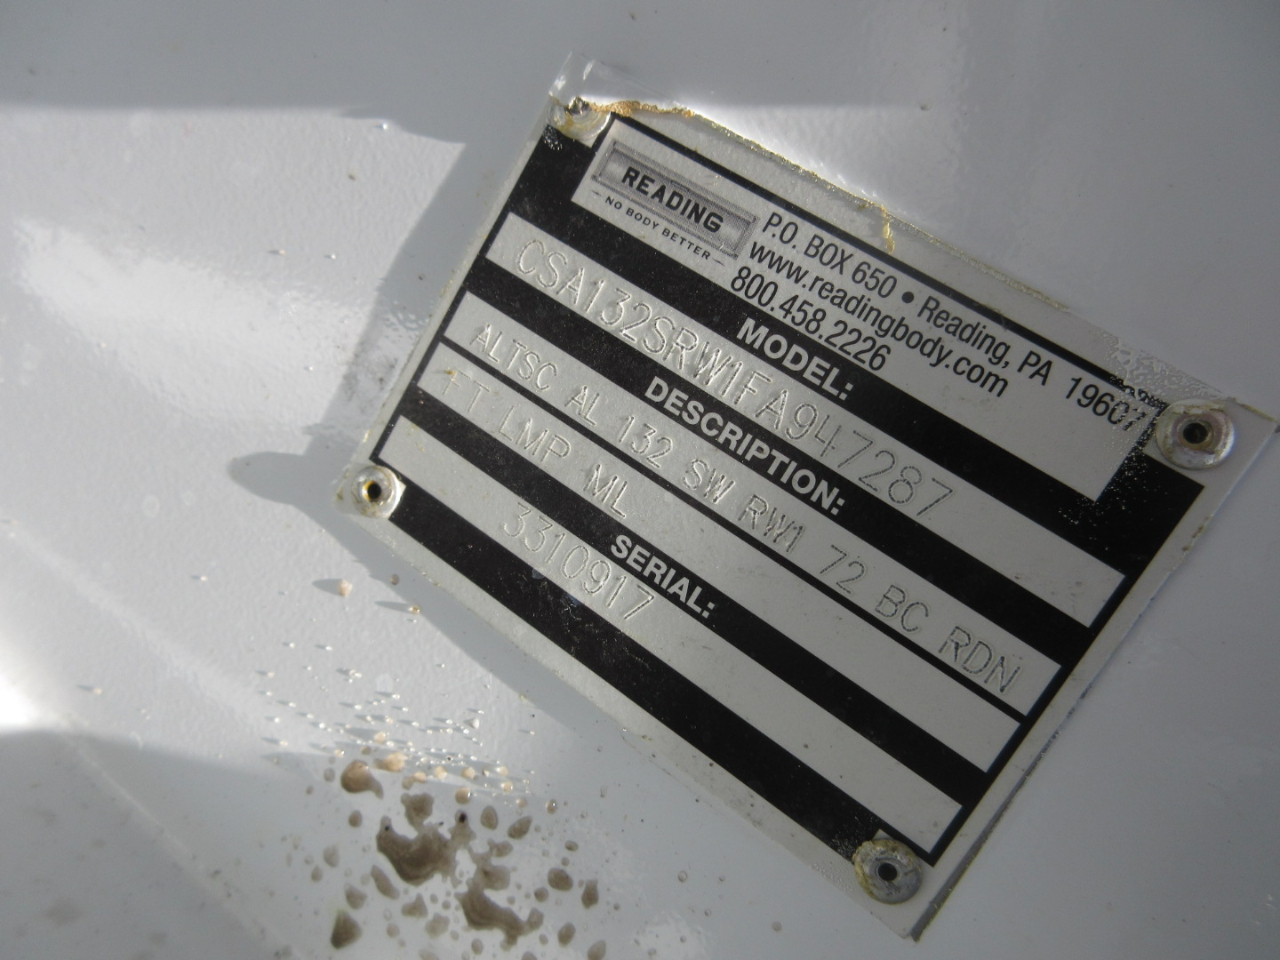 READING
NO BODY BETTER
P.O. BOX 650 • Reading, PA 19607
www.readingbody.com
800.458.2226
MODEL:
CSA132SRW1FA947287
DESCRIPTION:
ALTSC AL 132 SW RW1 72 BC RDN
FT LMP ML
SERIAL:
3310917